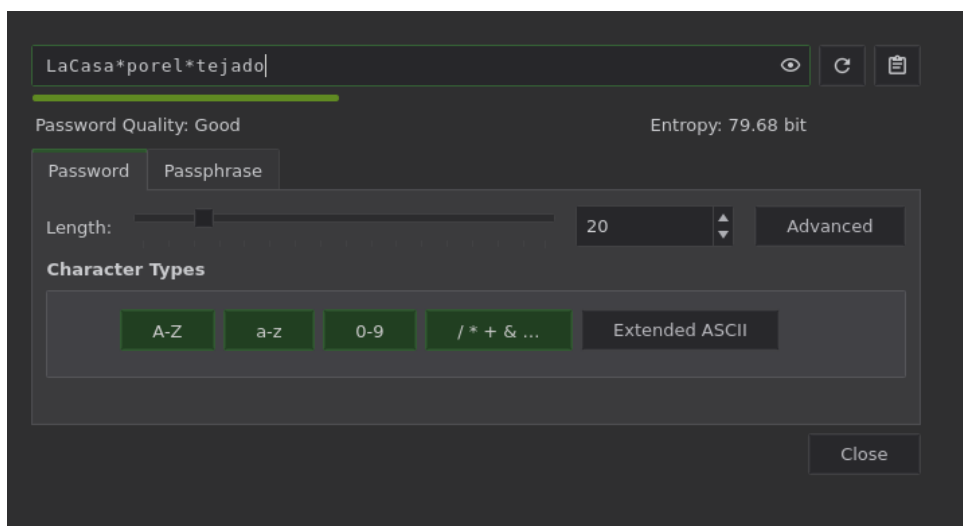 LaCasa*porel*tejado
Password Quality: Good Entropy: 79.68 bit
Password Passphrase
Length: 20 Advanced
Character Types
A-Z a-z 0-9 / * + & ... Extended ASCII
Close